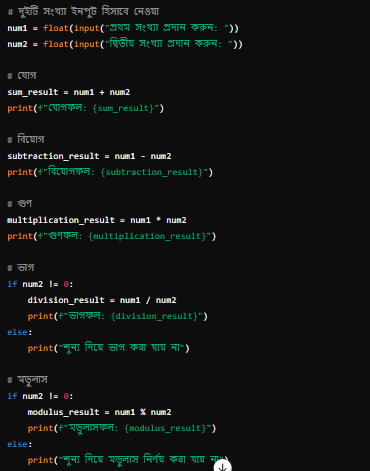 # দুইটি সংখ্যা ইনপুট হিসাবে নেওয়া
num1 = float(input("প্রথম সংখ্যা প্রদান করুন: "))
num2 = float(input("দ্বিতীয় সংখ্যা প্রদান করুন: "))
# যোগ
sum_result = num1 + num2
print(f"যোগফল: {sum_result}")
# বিয়োগ
subtraction_result = num1 - num2
print(f"বিয়োগফল: {subtraction_result}")
# গুণ
multiplication_result = num1 * num2
print(f"গুণফল: {multiplication_result}")
# ভাগ
if num2 != 0:
    division_result = num1 / num2
    print(f"ভাগফল: {division_result}")
else:
    print("শূন্য দিয়ে ভাগ করা যায় না")
# মডুলাস
if num2 != 0:
    modulus_result = num1 % num2
    print(f"মডুলাসফল: {modulus_result}")
else:
    print("শূন্য দিয়ে মডুলাস নির্ণয় করা যায় না")